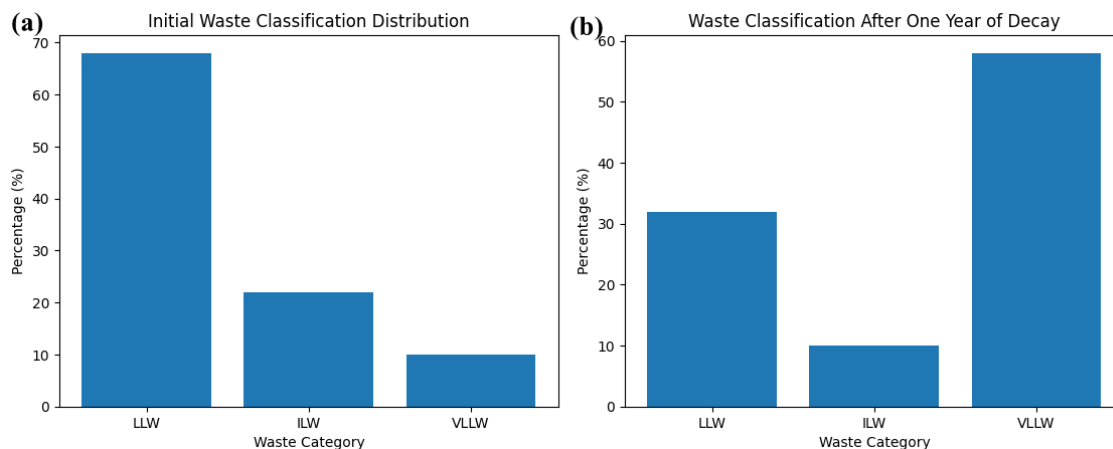 (a)
Initial Waste Classification Distribution
70
60
50
40
30
20
10
0
Percentage (%)
LLW ILW VLLW
Waste Category
(b)
Waste Classification After One Year of Decay
60
50
40
30
20
10
0
Percentage (%)
LLW ILW VLLW
Waste Category